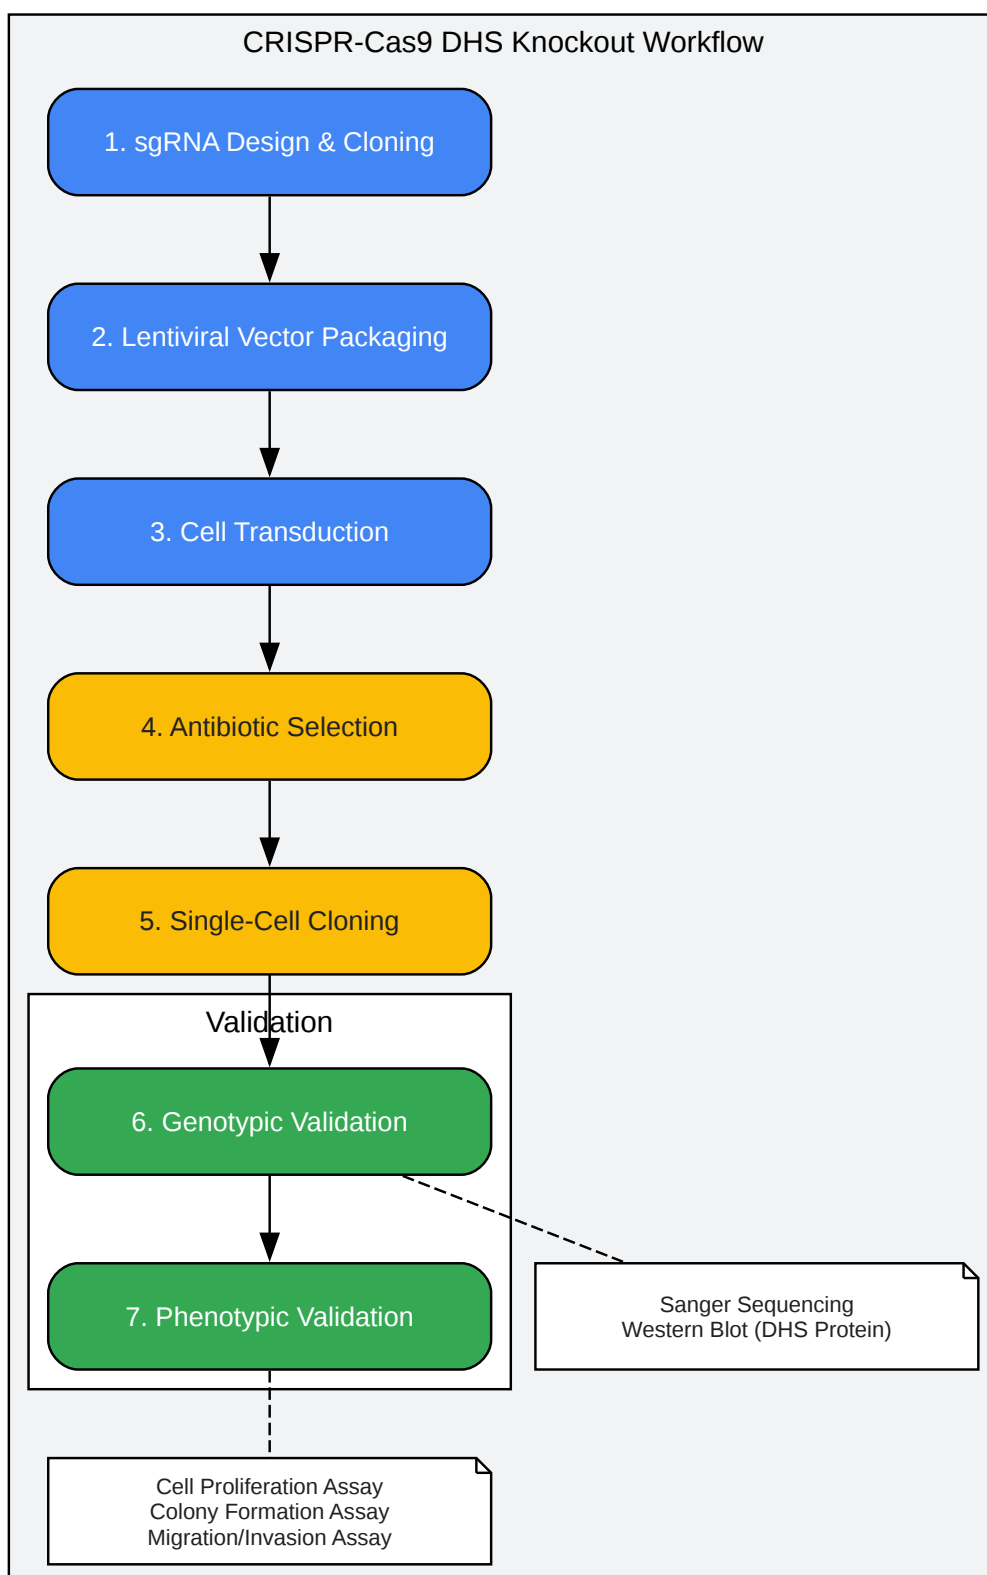 CRISPR-Cas9 DHS Knockout Workflow
1. sgRNA Design & Cloning
2. Lentiviral Vector Packaging
3. Cell Transduction
4. Antibiotic Selection
5. Single-Cell Cloning
Validation
6. Genotypic Validation
7. Phenotypic Validation
Sanger Sequencing
Western Blot (DHS Protein)
Cell Proliferation Assay
Colony Formation Assay
Migration/Invasion Assay